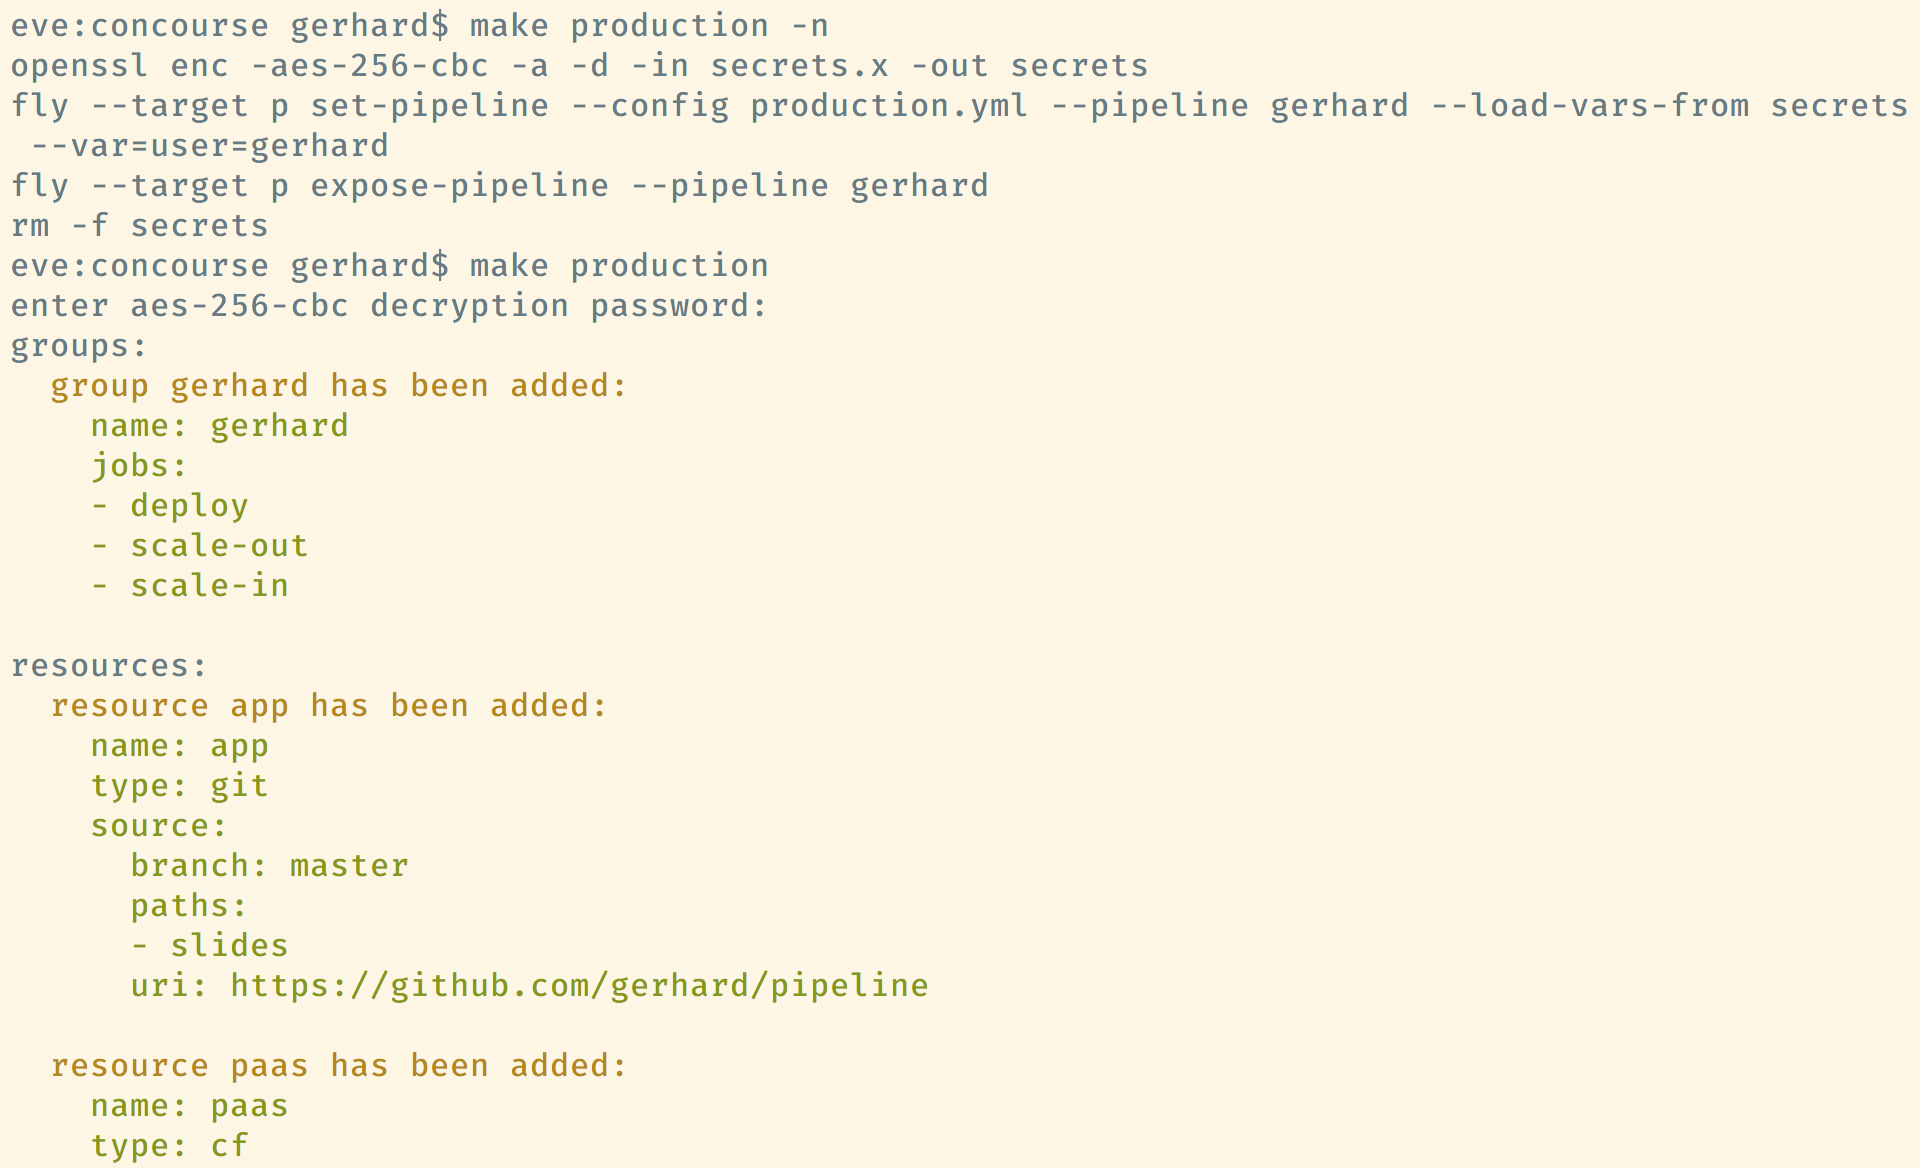 eve:concourse gerhard$ make production -n
openssl enc -aes-256-cbc -a -d -in secrets.x -out secrets
fly --target p set-pipeline --config production.yml --pipeline gerhard --load-vars-from secrets
 --var=user=gerhard
fly --target p expose-pipeline --pipeline gerhard
rm -f secrets
eve:concourse gerhard$ make production
enter aes-256-cbc decryption password:
groups:
  group gerhard has been added:
    name: gerhard
    jobs:
    - deploy
    - scale-out
    - scale-in

resources:
  resource app has been added:
    name: app
    type: git
    source:
      branch: master
      paths:
      - slides
      uri: https://github.com/gerhard/pipeline

  resource paas has been added:
    name: paas
    type: cf